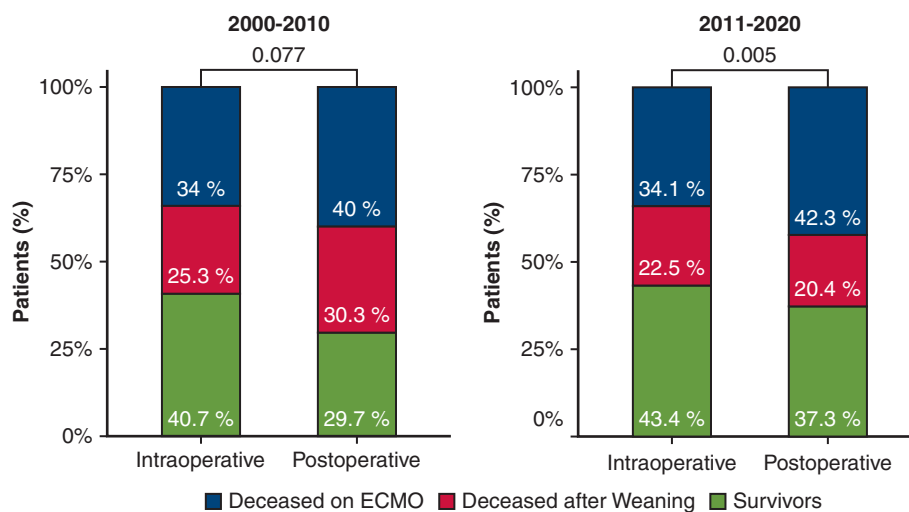 2000-2010
0.077
100%
75%
50%
25%
0%
Patients (%)
34 %
25.3 %
40.7 %
40 %
30.3 %
29.7 %
Intraoperative
Postoperative
2011-2020
0.005
100%
75%
50%
25%
0%
Patients (%)
34.1 %
22.5 %
43.4 %
42.3 %
20.4 %
37.3 %
Intraoperative
Postoperative
Deceased on ECMO
Deceased after Weaning
Survivors